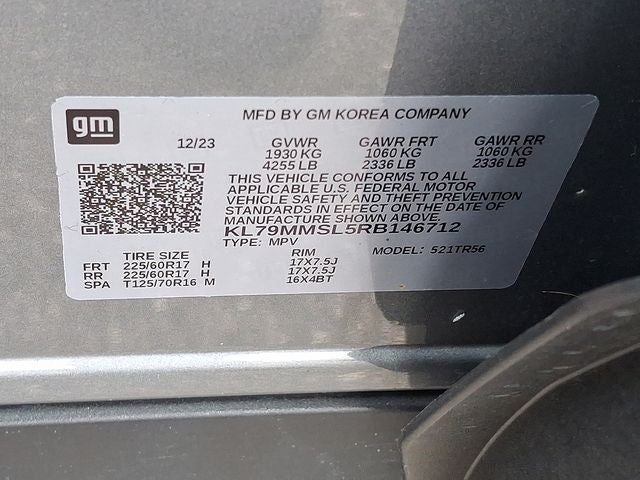 gm
MFD BY GM KOREA COMPANY
12/23 GVWR GAWR FRT GAWR RR
1930 KG 1060 KG 1060 KG
4255 LB 2336 LB 2336 LB
THIS VEHICLE CONFORMS TO ALL
APPLICABLE U.S. FEDERAL MOTOR
VEHICLE SAFETY AND THEFT PREVENTION
STANDARDS IN EFFECT ON THE DATE OF
MANUFACTURE SHOWN ABOVE.
KL79MMSL5RB146712
TYPE: MPV MODEL: 521TR56
TIRE SIZE RIM
FRT 225/60R17 H 17X7.5J
RR 225/60R17 H 17X7.5J
SPA T125/70R16 M 16X4BT